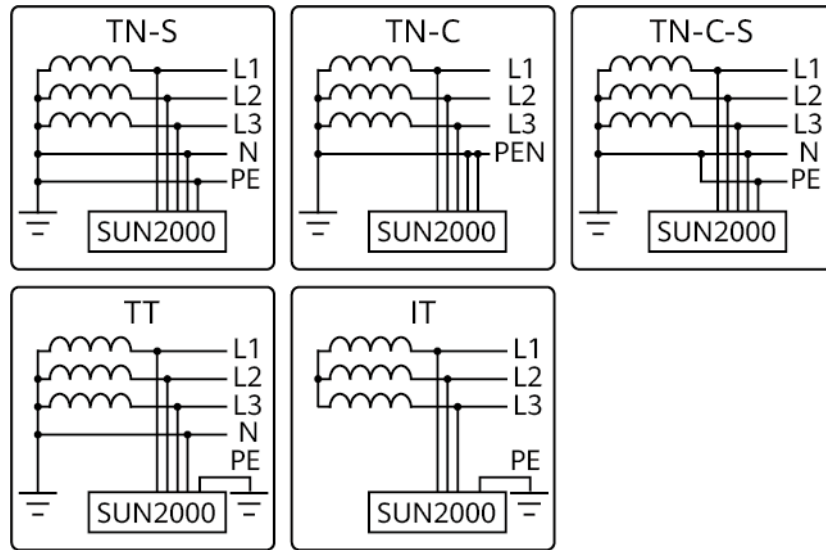 TN-S
L1
L2
L3
N
PE
SUN2000
TN-C
L1
L2
L3
PEN
SUN2000
TN-C-S
L1
L2
L3
N
PE
SUN2000
TT
L1
L2
L3
N
PE
SUN2000
IT
L1
L2
L3
PE
SUN2000